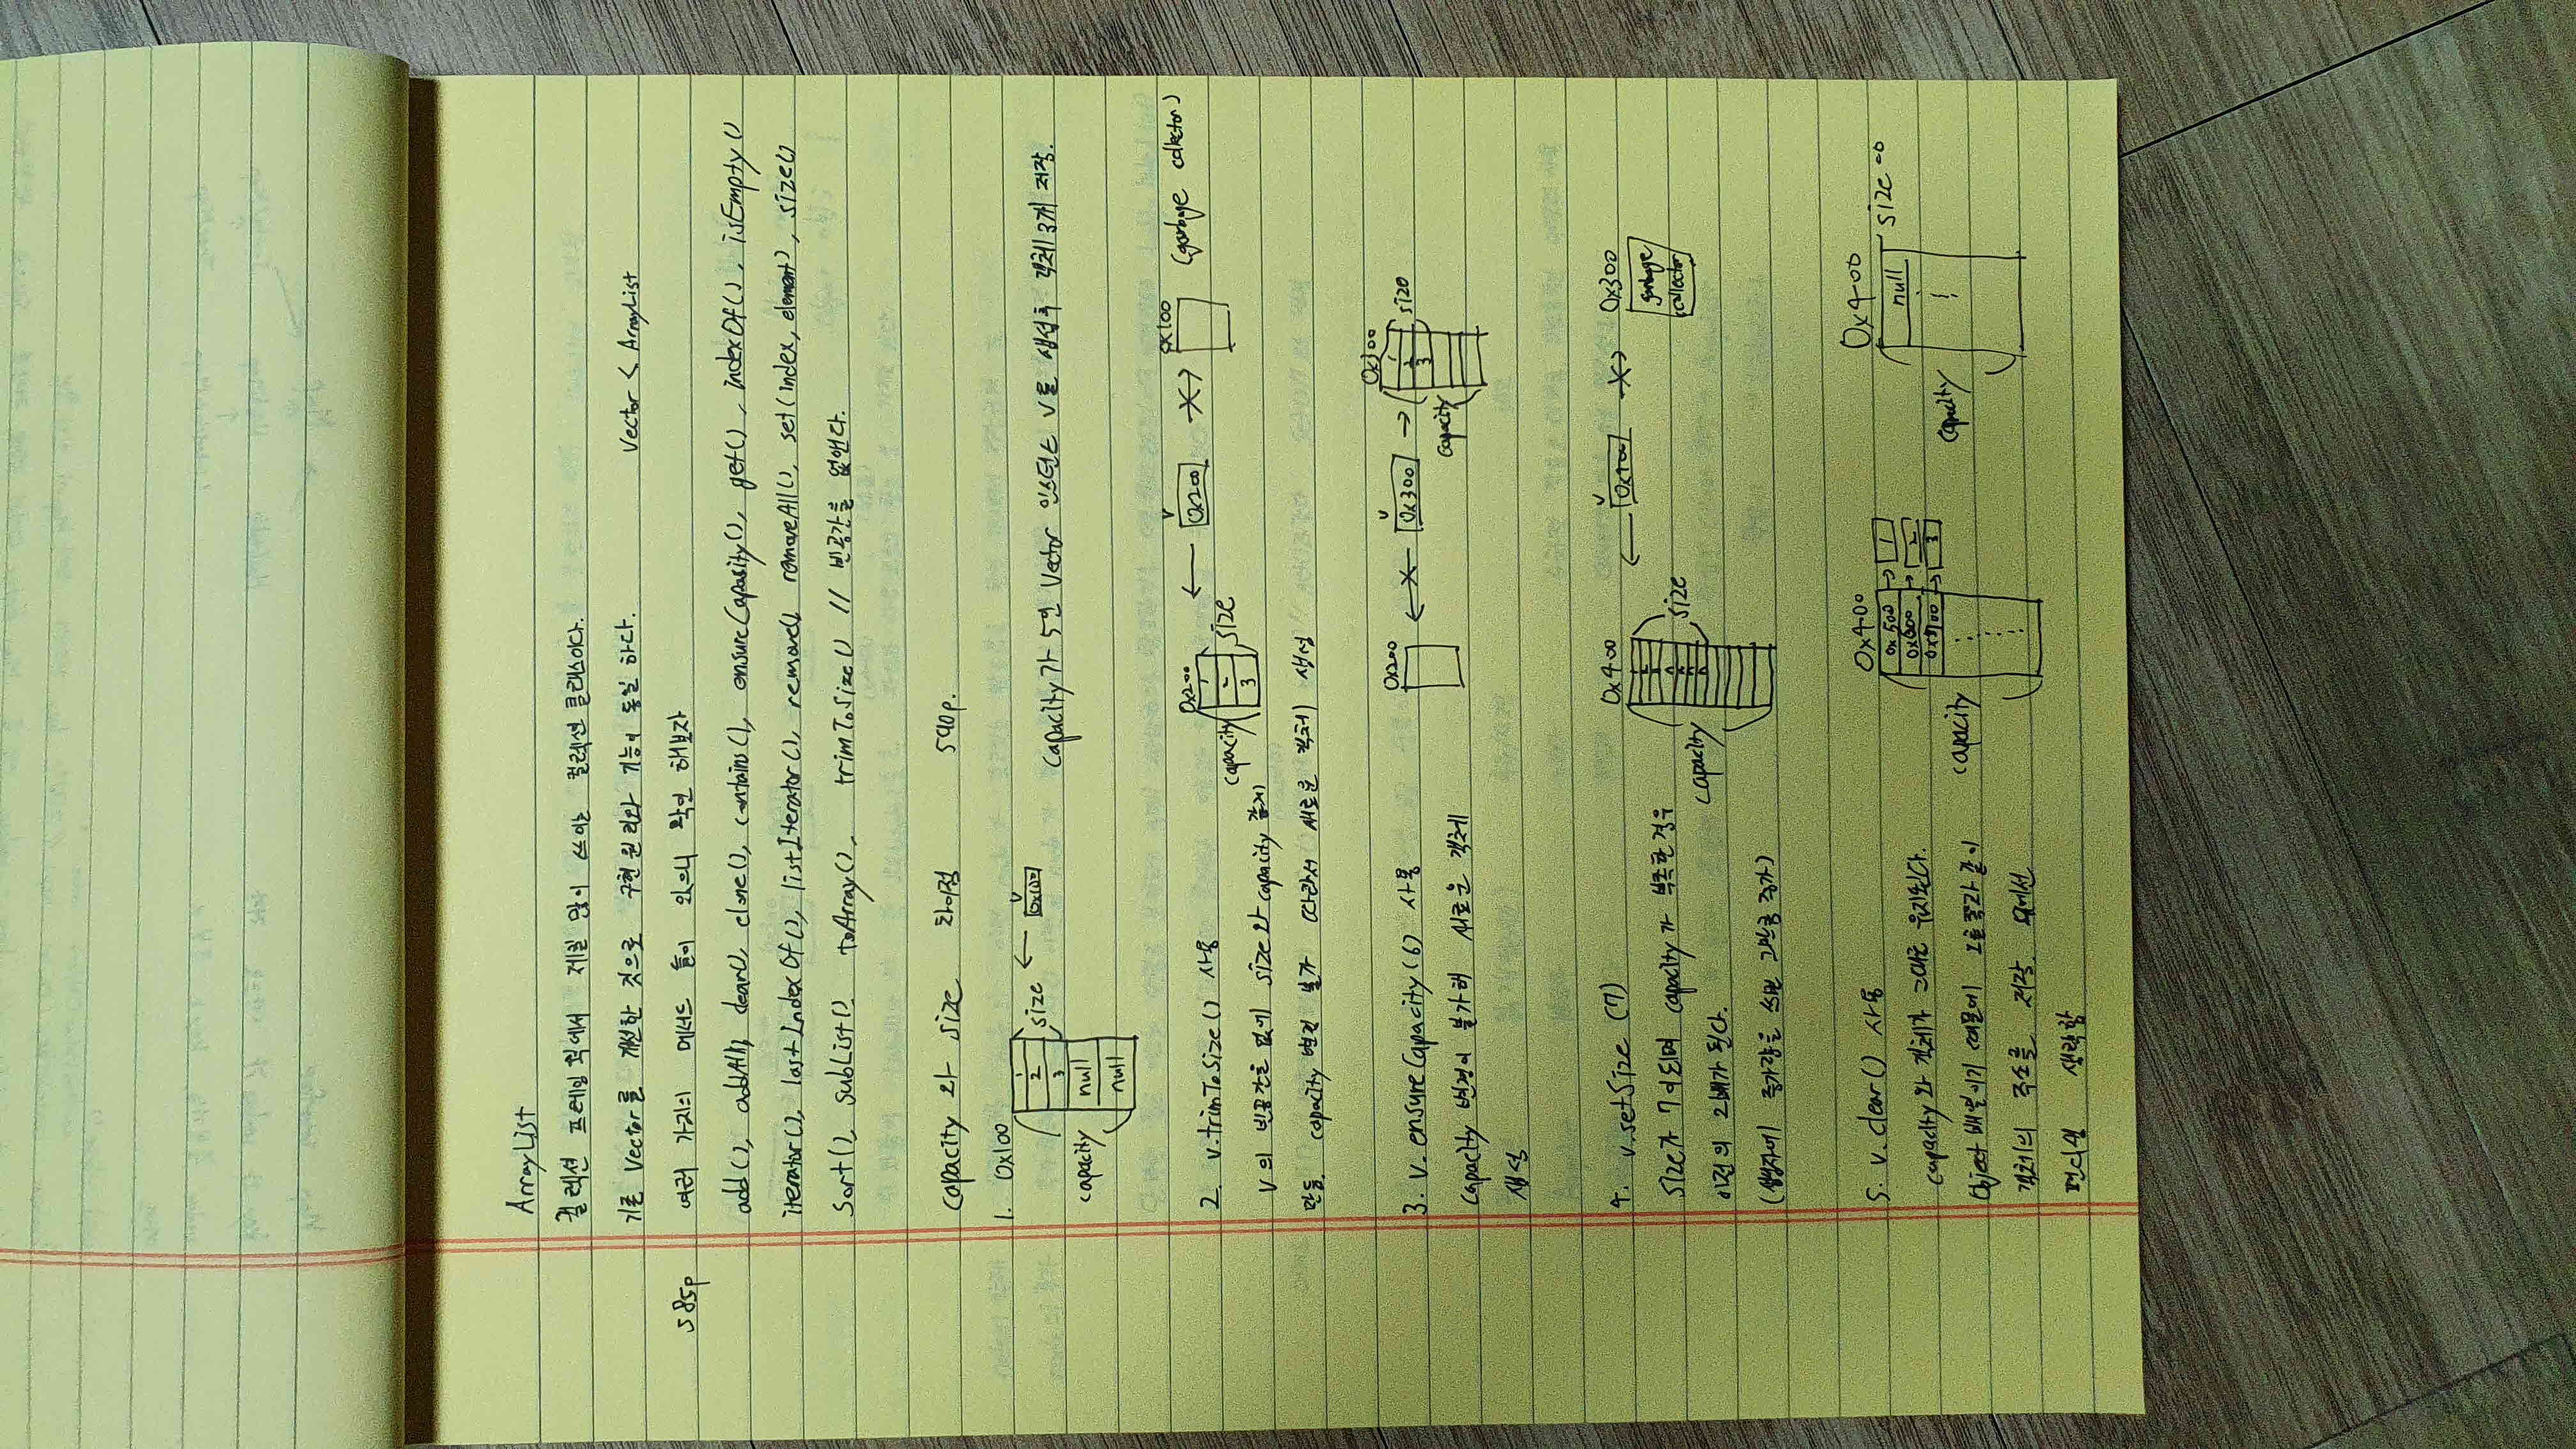 ArrayList
컬렉션 프레임 웍에서 제일 많이 쓰이는 컬렉션 클래스이다.
기존 Vector를 개선한 것으로 구현 원리와 기능이 동일 하다. Vector < ArrayList
585p 여러 가지의 메서드 들이 있으니 확인 해보자
add(), addAll(), clear(), clone(), contains(), ensureCapasity(), get(), indexOf(), isEmpty()
iterator(), lastIndexOf(), listIterator(), remove() removeAll(), set(index, element), size()
Sort(), subList() toArray(), trimToSize() // 빈공간을 없앤다.
capacity 와 size 차이점 590p.
1. 0x100
1
2
3
null
null
size
capacity
v
0x100
capacity가 5인 Vector 인스턴스 v를 생성후 객체 3개 저장.
2. v.trimToSize() 사용
v의 빈공간을 없에 size와 capacity 같게
만듬. capacity 변경 불가 따라서 새로운 객체 생성
0x200
1
2
3
capacity
size
v
0x200
0x100
(garbage collector)
3. v.ensureCapacity(6) 사용
capacity 변경이 불가해 새로운 객체
생성
0x200
v
0x300
0x300
1
2
3
size
capacity
4. v.setSize(7)
size가 7이 되며 capacity가 부족한 경우
이전의 2배가 된다.
(생성자에 증가량을 쓰면 그만큼 증가)
0x400
capacity
size
v
0x400
0x300
garbage
collector
5. v.clear() 사용
capacity와 객체가 그대로 유지된다.
Object 배열이기 때문에 오른쪽과 같이
객체의 주소를 저장. 위에선
편의상 생략함
0x400
0x500 → 1
0x600 → 2
0x700 → 3
capacity
0x400
null
size = 0
capacity